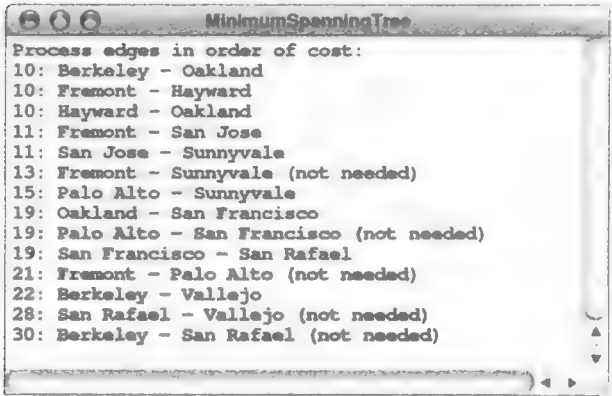 MinimumSpanningTree
Process edges in order of cost:
10: Berkeley - Oakland
10: Fremont - Hayward
10: Hayward - Oakland
11: Fremont - San Jose
11: San Jose - Sunnyvale
13: Fremont - Sunnyvale (not needed)
15: Palo Alto - Sunnyvale
19: Oakland - San Francisco
19: Palo Alto - San Francisco (not needed)
19: San Francisco - San Rafael
21: Fremont - Palo Alto (not needed)
22: Berkeley - Vallejo
28: San Rafael - Vallejo (not needed)
30: Berkeley - San Rafael (not needed)